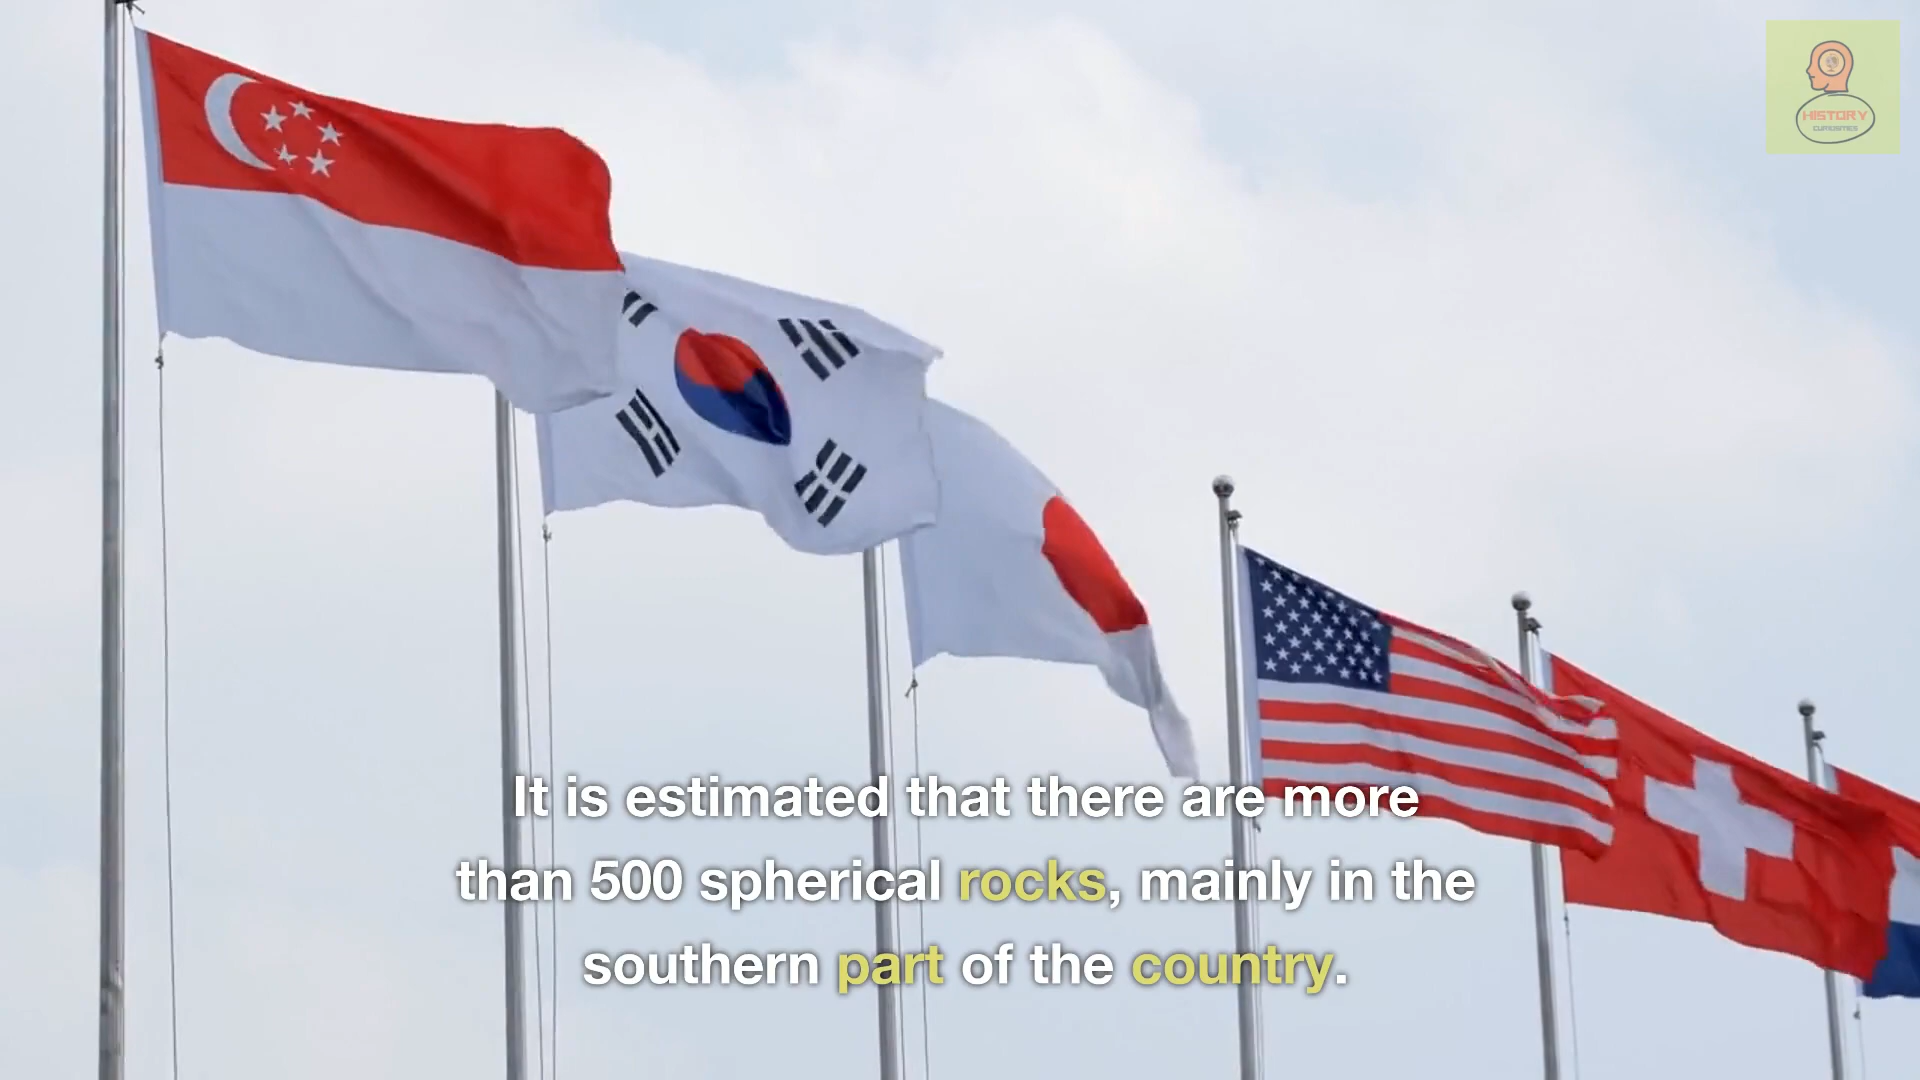 HISTORY
CURIOSITIES
It is estimated that there are more
than 500 spherical rocks, mainly in the
southern part of the country.